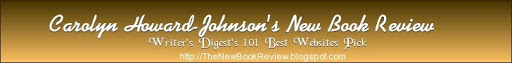 Carolyn Howard-Johnson's New Book Review
Writer's Digest's 101 Best Websites Pick
http://TheNewBookReview.blogspot.com